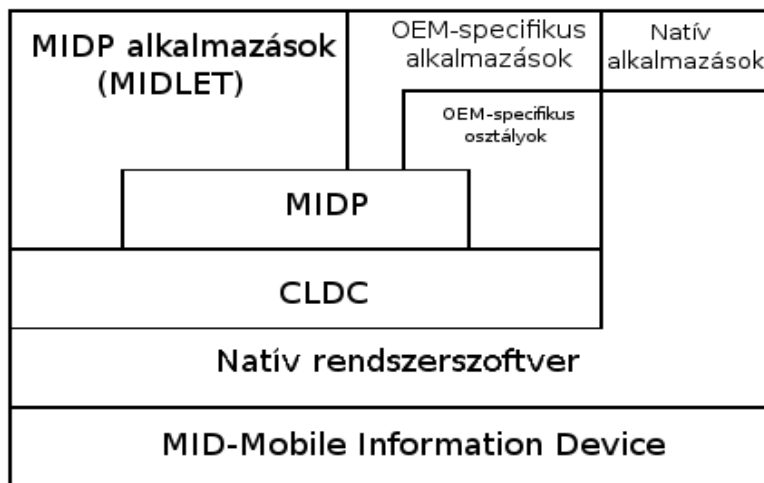 MIDP alkalmazások
(MIDLET)
OEM-specifikus
alkalmazások
Natív
alkalmazások
OEM-specifikus
osztályok
MIDP
CLDC
Natív rendszerszoftver
MID-Mobile Information Device